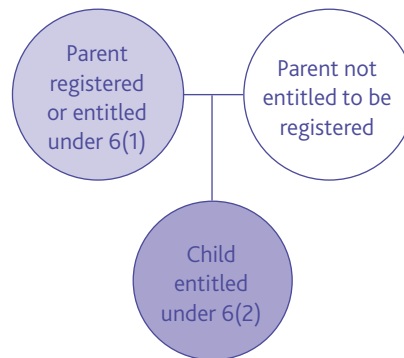 Parent
registered
or entitled
under 6(1)
Parent not
entitled to be
registered
Child
entitled
under 6(2)